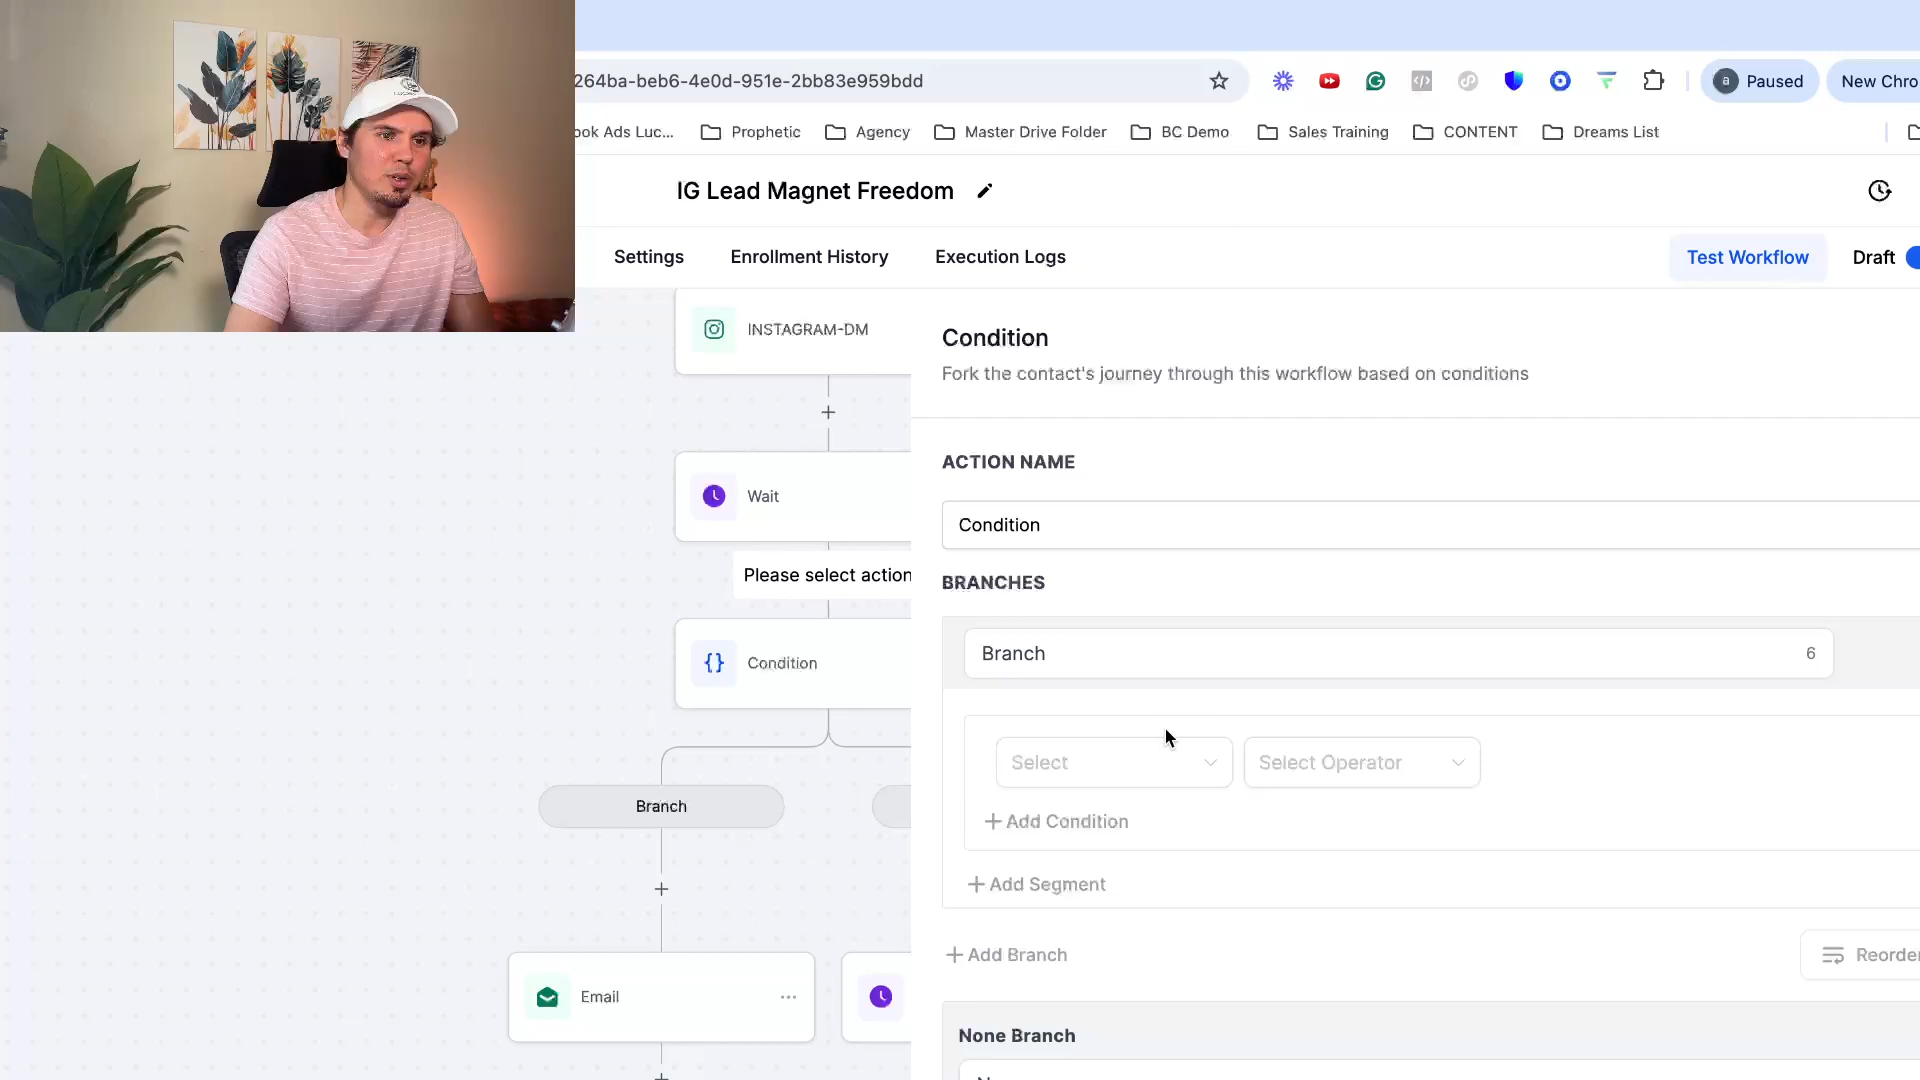 264ba-beb6-4e0d-951e-2bb83e959bdd
a
Paused
New Chro
ook Ads Luc...
Prophetic
Agency
Master Drive Folder
BC Demo
Sales Training
CONTENT
Dreams List
IG Lead Magnet Freedom
Settings
Enrollment History
Execution Logs
Test Workflow
Draft
INSTAGRAM-DM
Wait
Please select action
Condition
Branch
Email
Condition
Fork the contact's journey through this workflow based on conditions
ACTION NAME
Condition
BRANCHES
Branch
6
Select
Select Operator
+ Add Condition
+ Add Segment
+ Add Branch
Reorder
None Branch